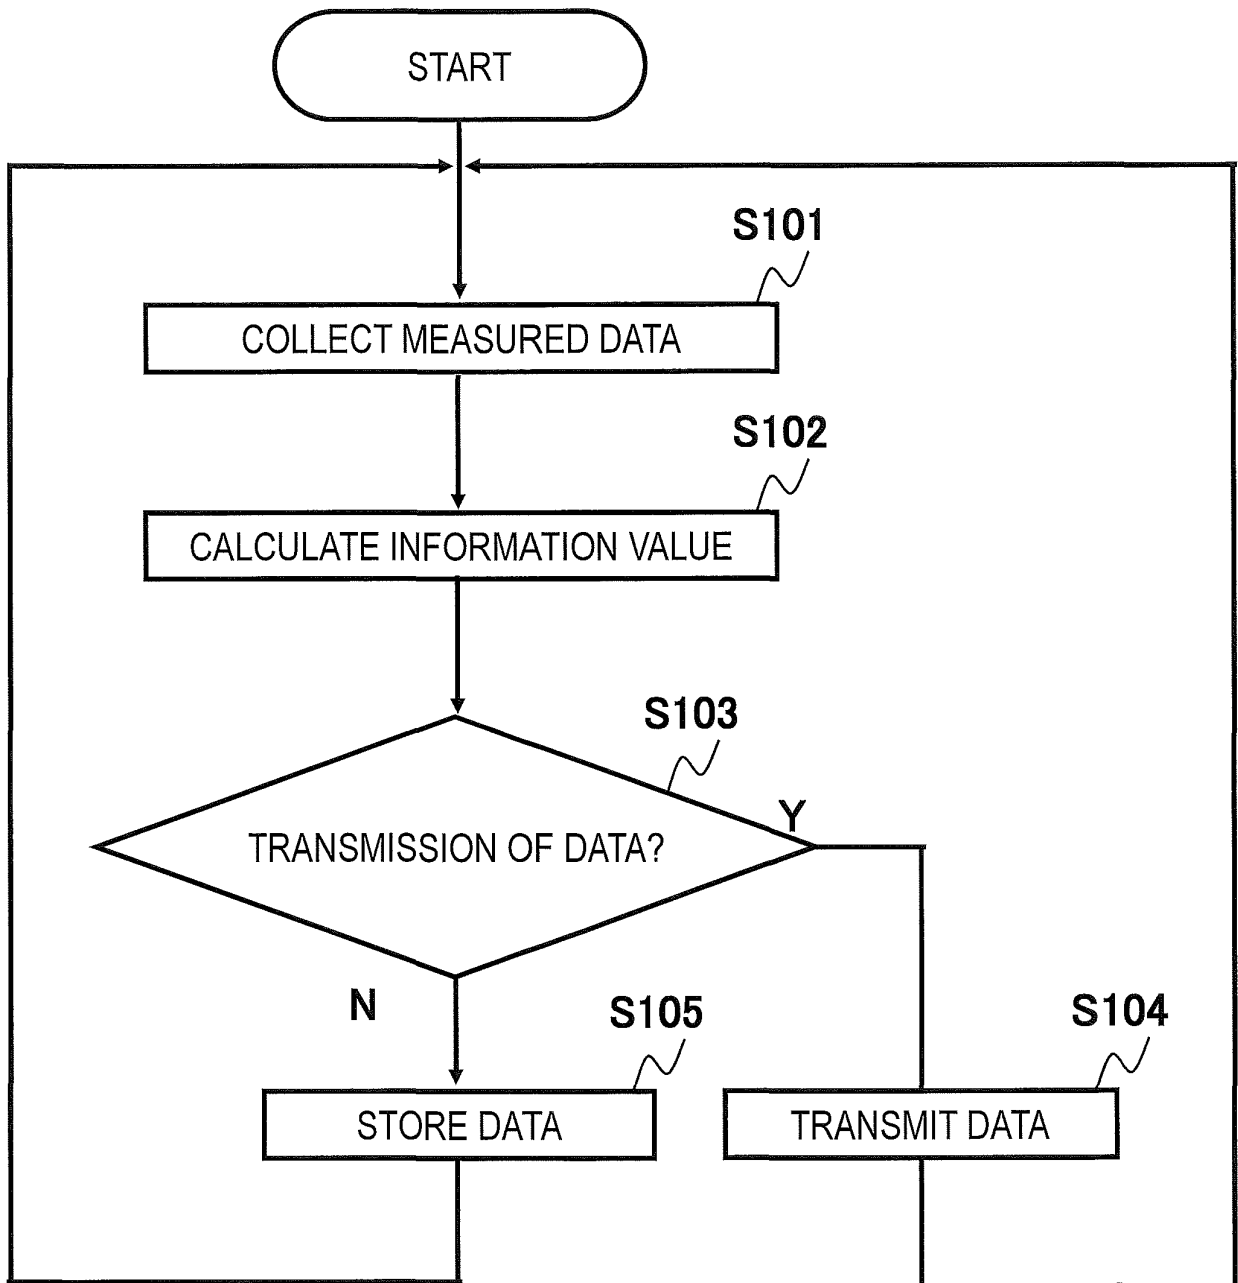 START
S101
COLLECT MEASURED DATA
S102
CALCULATE INFORMATION VALUE
S103
Y
TRANSMISSION OF DATA?
N
S105
S104
STORE DATA
TRANSMIT DATA